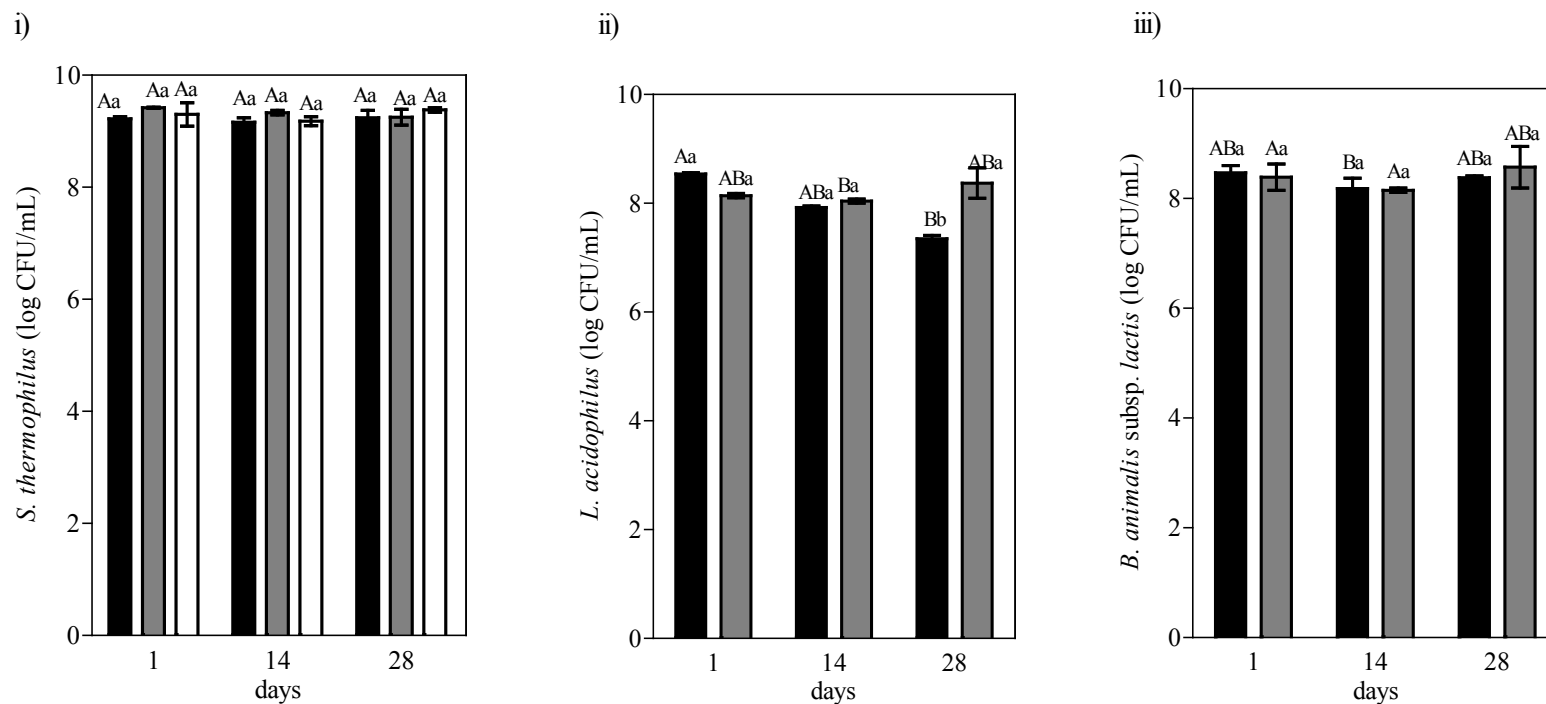 i)
S. thermophilus (log CFU/mL)
10
8
6
4
2
0
Aa
Aa
Aa
Aa
Aa
Aa
Aa
Aa
Aa
1
14
28
days
ii)
L. acidophilus (log CFU/mL)
10
8
6
4
2
0
Aa
ABa
ABa
Ba
Bb
ABa
1
14
28
days
iii)
B. animalis subsp. lactis (log CFU/mL)
10
8
6
4
2
0
ABa
Aa
Ba
Aa
ABa
ABa
1
14
28
days